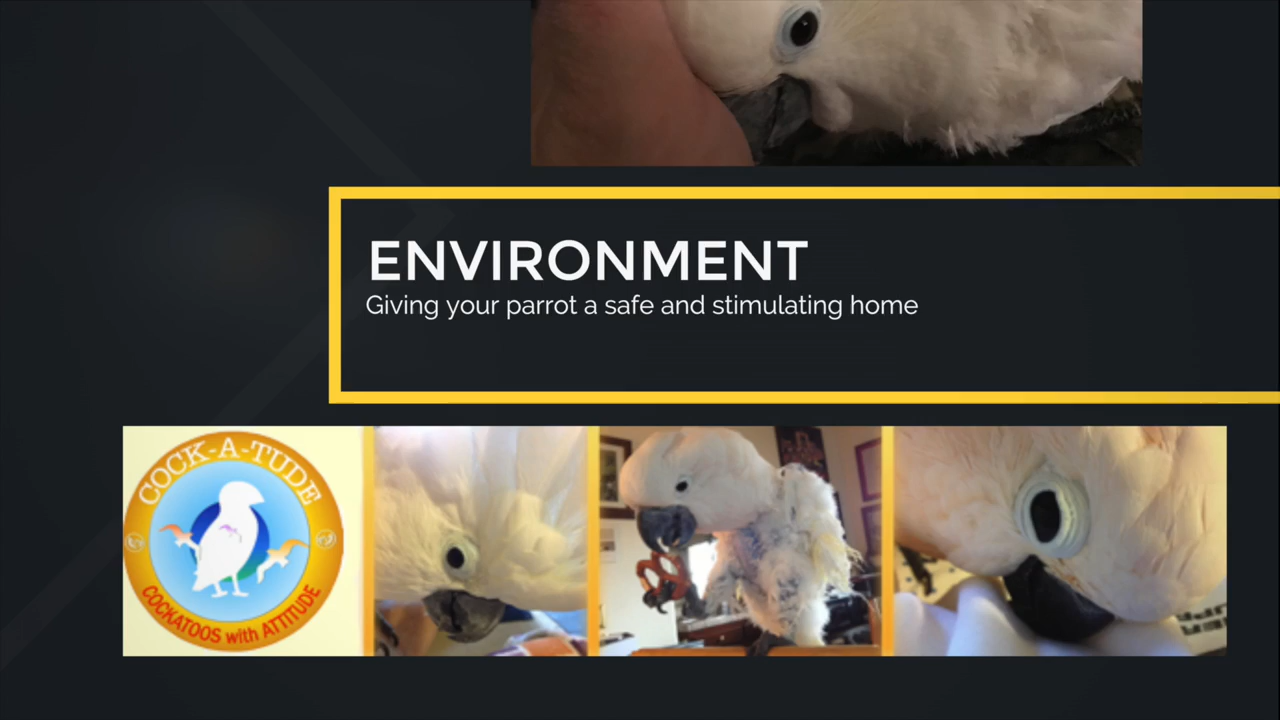 ENVIRONMENT
Giving your parrot a safe and stimulating home
COCK-A-TUDE
COCKATOOS with ATTITUDE